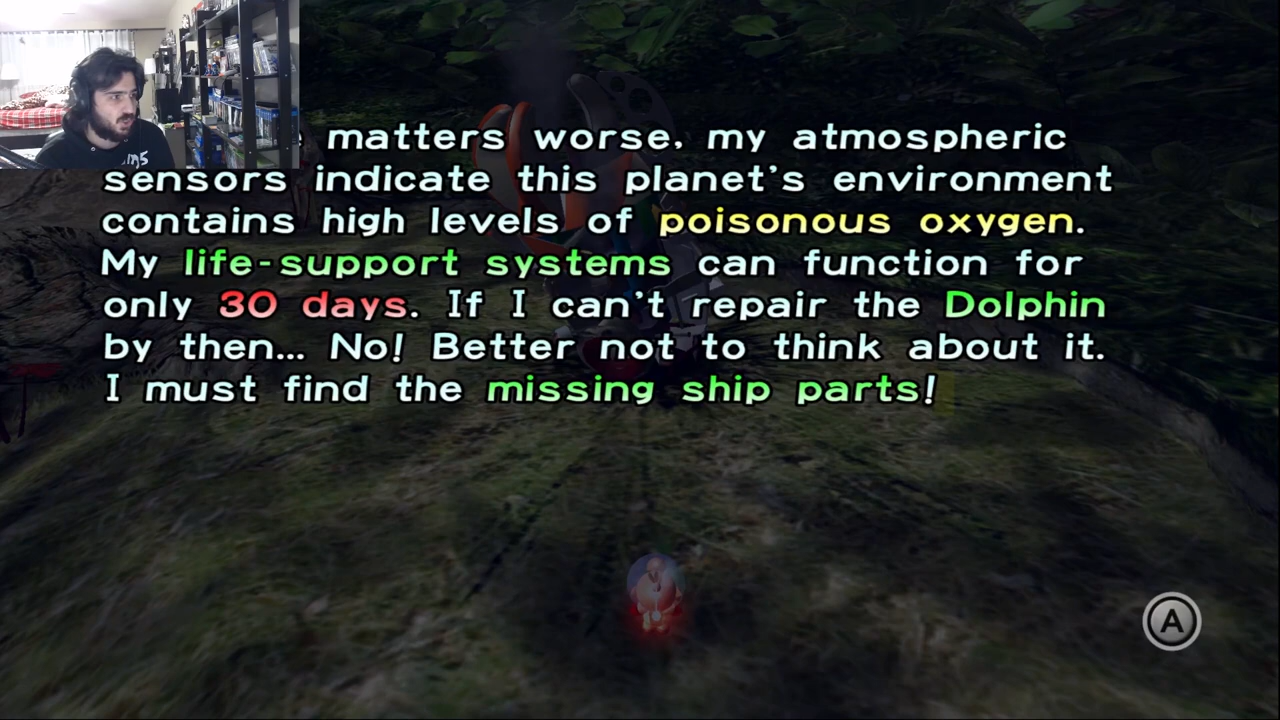 matters worse, my atmospheric
sensors indicate this planet's environment
contains high levels of poisonous oxygen.
My life-support systems can function for
only 30 days. If I can't repair the Dolphin
by then... No! Better not to think about it.
I must find the missing ship parts!
A